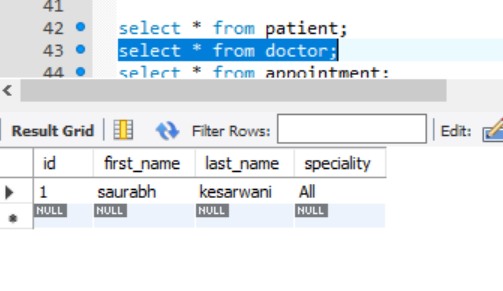 41
42 select * from patient;
43 select * from doctor;
44 select * from appointment;
Result Grid Filter Rows: Edit:
id first_name last_name speciality
1 saurabh kesarwani All
NULL NULL NULL NULL